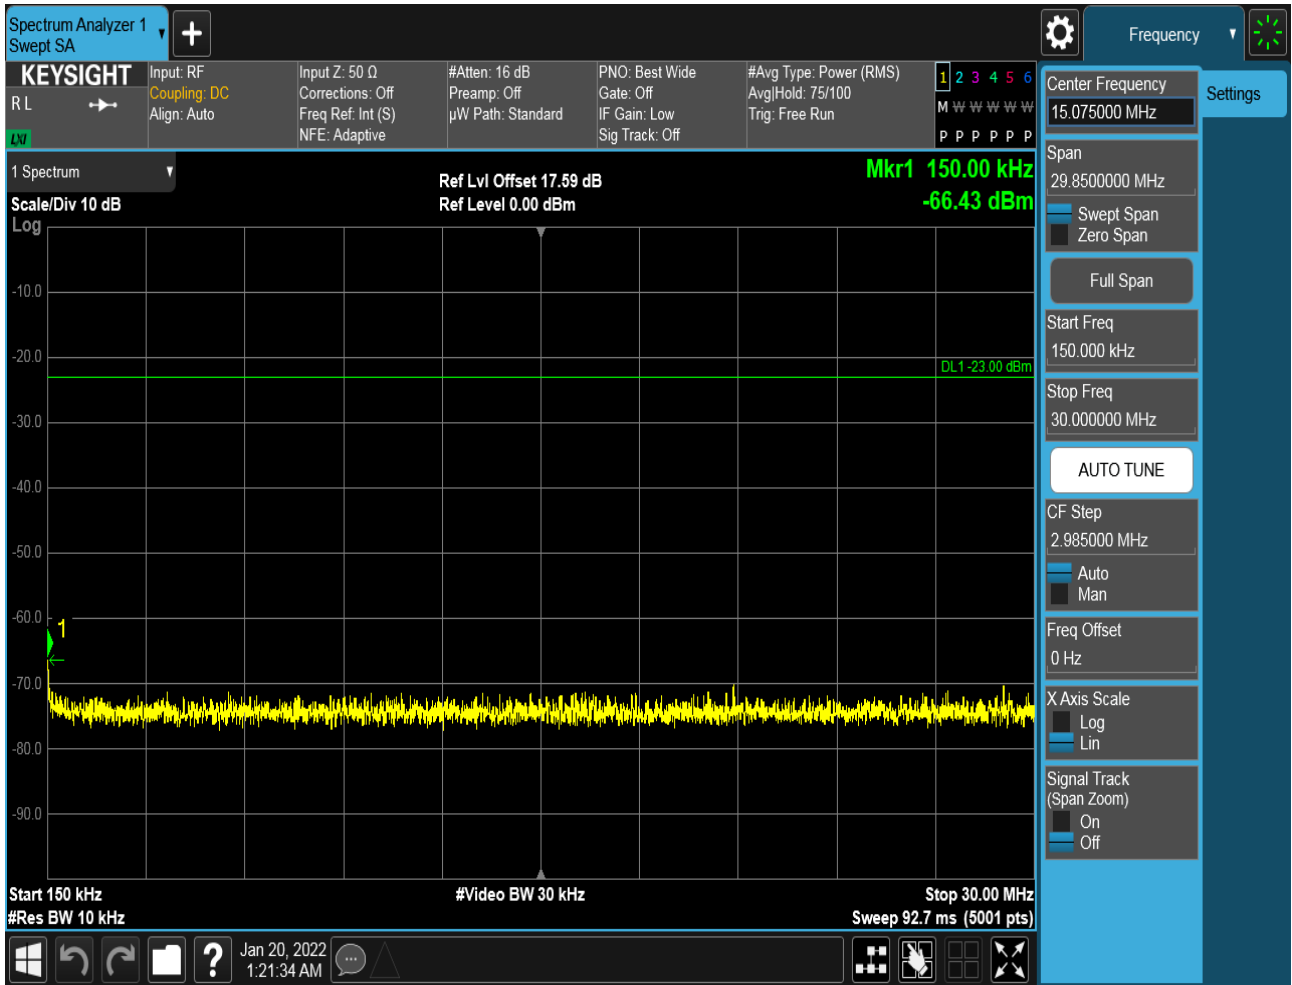 Spectrum Analyzer 1
Swept SA
Frequency
KEYSIGHT
R L
LXI
Input: RF
Coupling: DC
Align: Auto
Input Z: 50 Ω
Corrections: Off
Freq Ref: Int (S)
NFE: Adaptive
#Atten: 16 dB
Preamp: Off
µW Path: Standard
PNO: Best Wide
Gate: Off
IF Gain: Low
Sig Track: Off
#Avg Type: Power (RMS)
Avg|Hold: 75/100
Trig: Free Run
1 2 3 4 5 6
M W W W W W
P P P P P P
Center Frequency
15.075000 MHz
Settings
Span
29.8500000 MHz
Swept Span
Zero Span
Full Span
Start Freq
150.000 kHz
Stop Freq
30.000000 MHz
AUTO TUNE
CF Step
2.985000 MHz
Auto
Man
Freq Offset
0 Hz
X Axis Scale
Log
Lin
Signal Track
(Span Zoom)
On
Off
1 Spectrum
Scale/Div 10 dB
Log
Ref Lvl Offset 17.59 dB
Ref Level 0.00 dBm
Mkr1 150.00 kHz
-66.43 dBm
-10.0
-20.0
DL1 -23.00 dBm
-30.0
-40.0
-50.0
-60.0
1
-70.0
-80.0
-90.0
Start 150 kHz
#Video BW 30 kHz
Stop 30.00 MHz
#Res BW 10 kHz
Sweep 92.7 ms (5001 pts)
?
Jan 20, 2022
1:21:34 AM